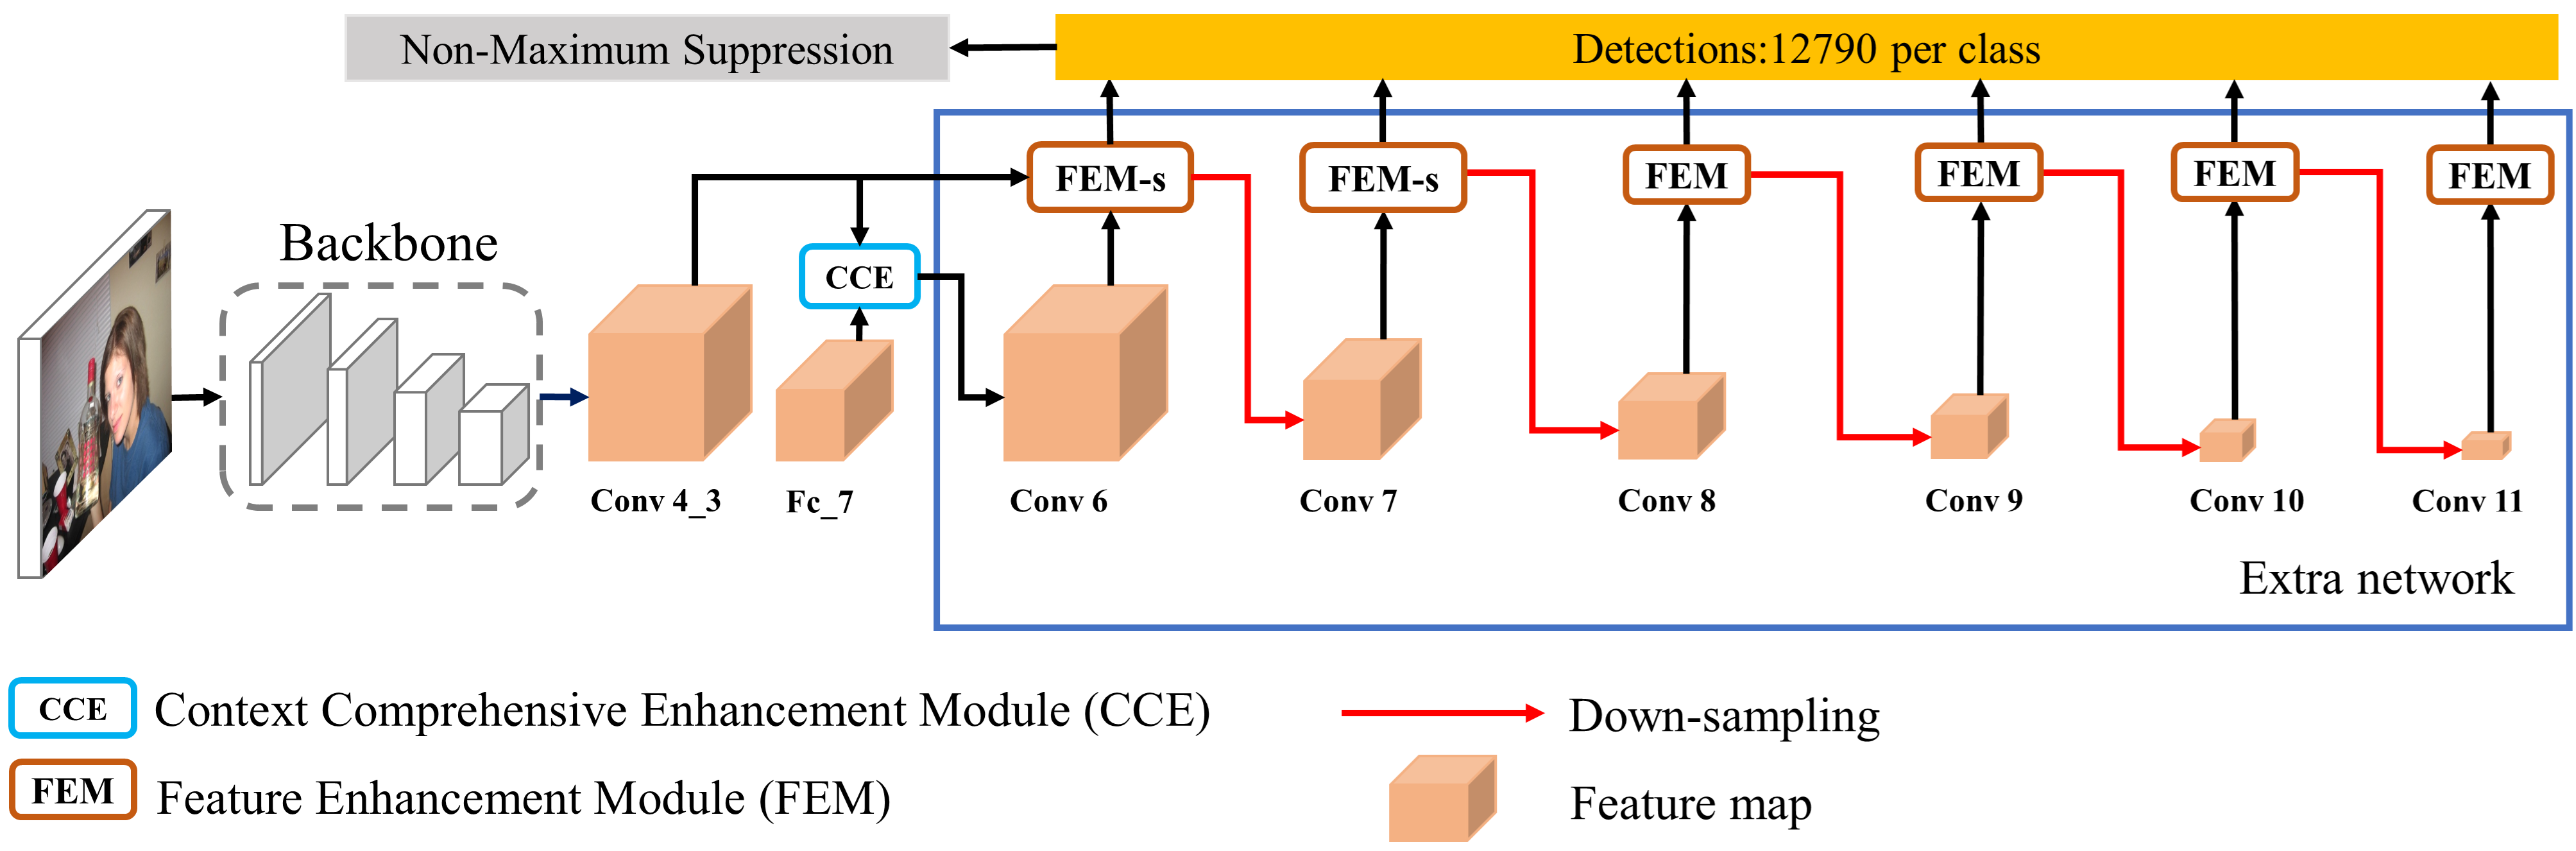 Non-Maximum Suppression
Detections:12790 per class
FEM-s
FEM-s
FEM
FEM
FEM
FEM
Backbone
CCE
Conv 4_3
Fc_7
Conv 6
Conv 7
Conv 8
Conv 9
Conv 10
Conv 11
Extra network
CCE Context Comprehensive Enhancement Module (CCE)
Down-sampling
FEM Feature Enhancement Module (FEM)
Feature map